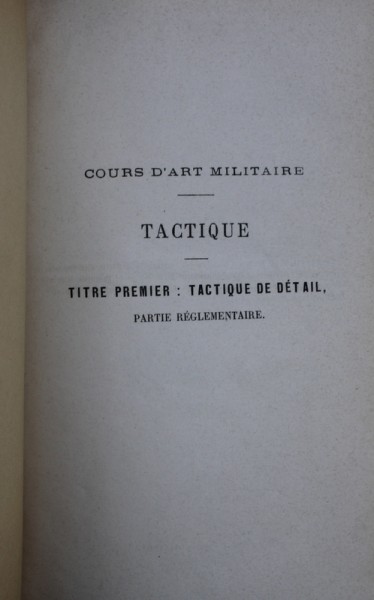 COURS D'ART MILITAIRE
TACTIQUE
TITRE PREMIER : TACTIQUE DE DÉTAIL,
PARTIE RÉGLEMENTAIRE.